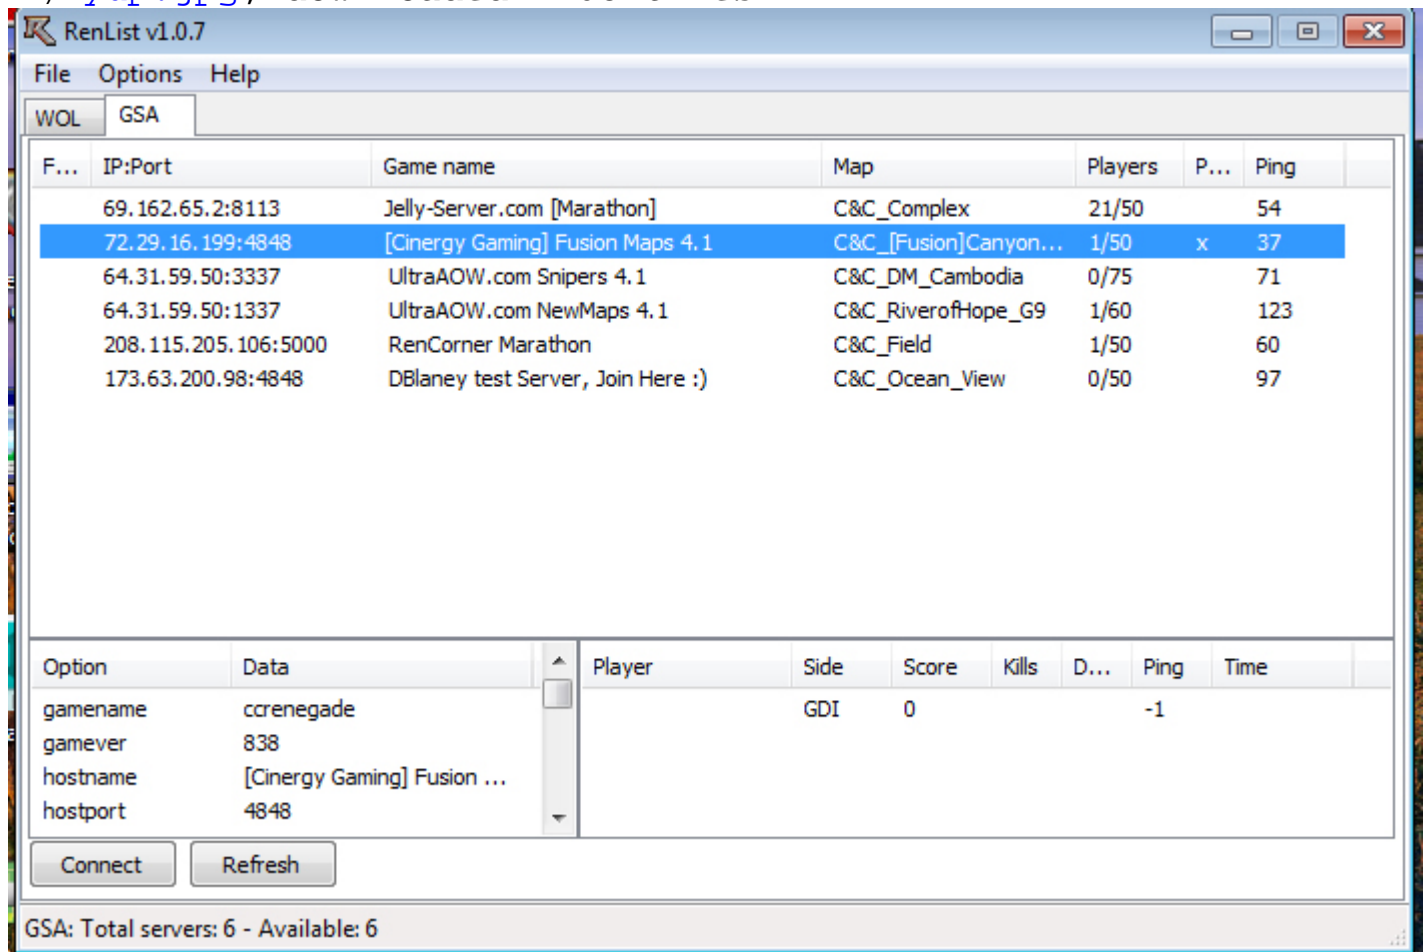 RenList v1.0.7
File Options Help
WOL GSA
F... IP:Port Game name Map Players P... Ping
69.162.65.2:8113 Jelly-Server.com [Marathon] C&C_Complex 21/50 54
72.29.16.199:4848 [Cinergy Gaming] Fusion Maps 4.1 C&C_[Fusion]Canyon... 1/50 x 37
64.31.59.50:3337 UltraAOW.com Snipers 4.1 C&C_DM_Cambodia 0/75 71
64.31.59.50:1337 UltraAOW.com NewMaps 4.1 C&C_RiverofHope_G9 1/60 123
208.115.205.106:5000 RenCorner Marathon C&C_Field 1/50 60
173.63.200.98:4848 DBlaney test Server, Join Here :) C&C_Ocean_View 0/50 97
Option Data Player Side Score Kills D... Ping Time
gamename ccrenegade GDI 0 -1
gamever 838
hostname [Cinergy Gaming] Fusion ...
hostport 4848
Connect Refresh
GSA: Total servers: 6 - Available: 6